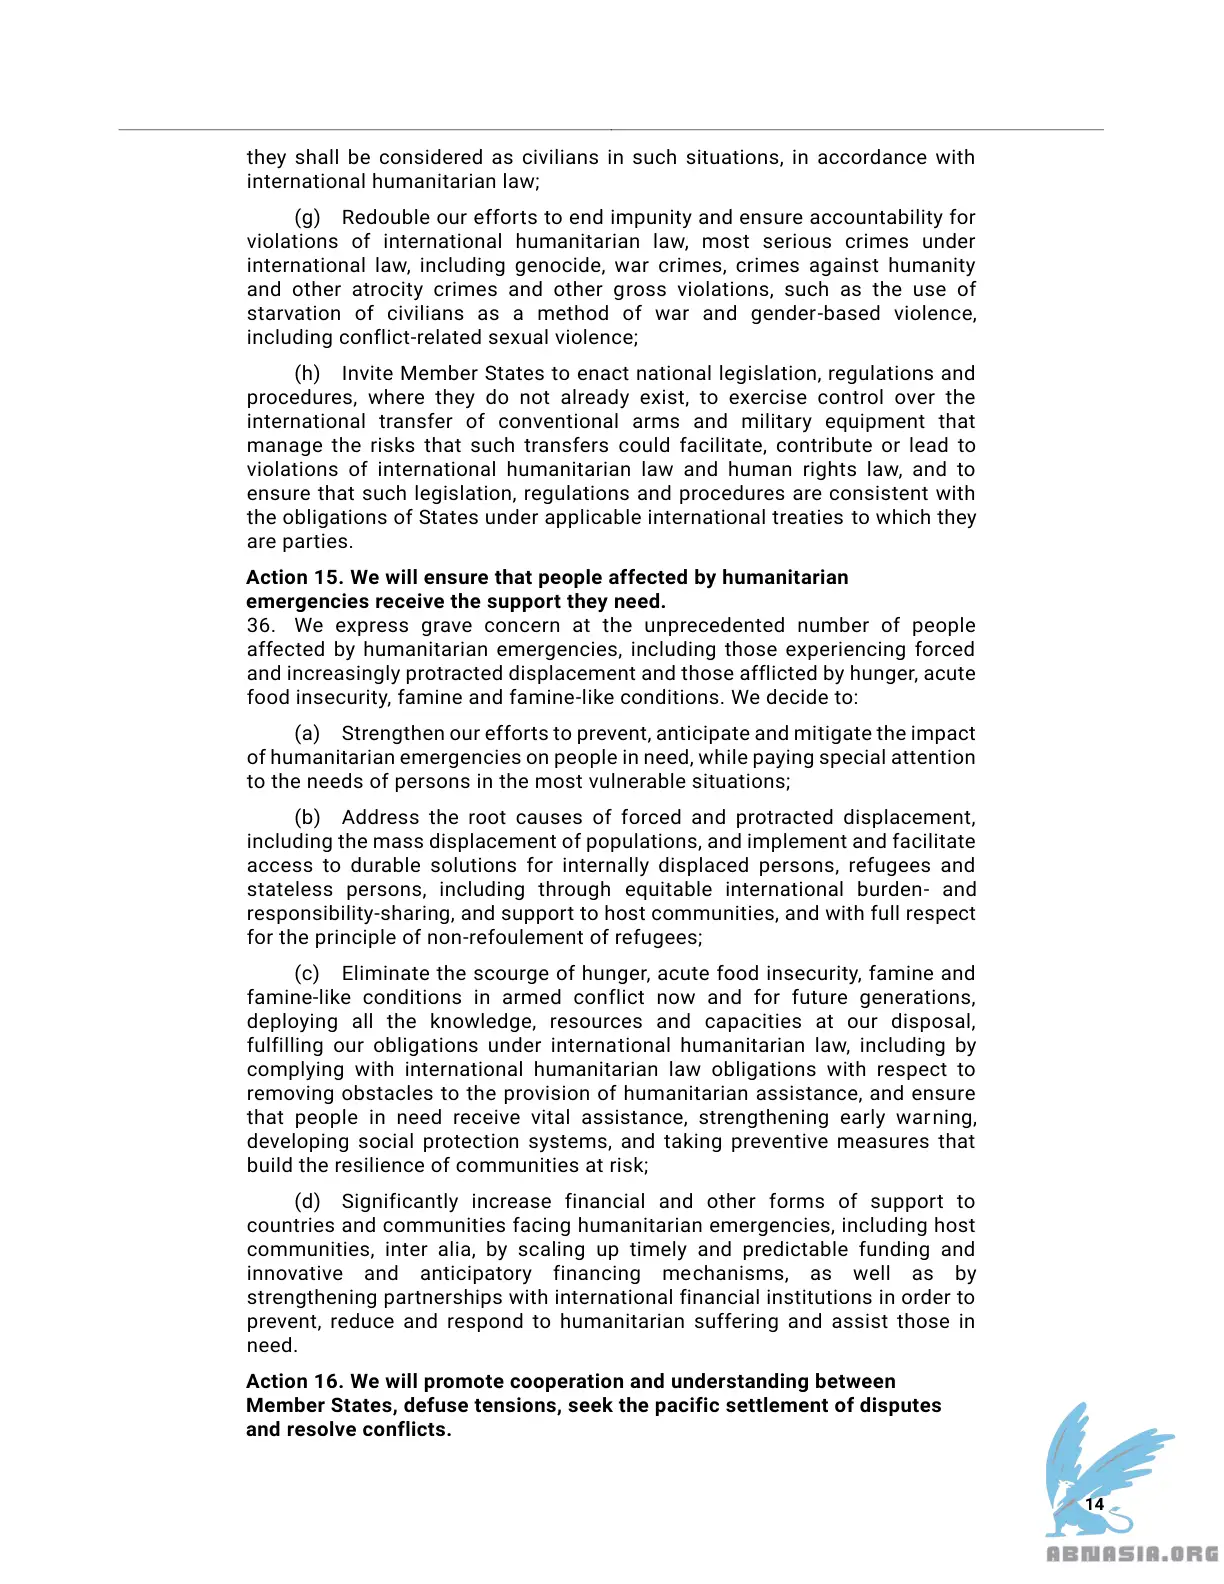 they shall be considered as civilians in such situations, in accordance with
international humanitarian law;
(g) Redouble our efforts to end impunity and ensure accountability for
violations of international humanitarian law, most serious crimes under
international law, including genocide, war crimes, crimes against humanity
and other atrocity crimes and other gross violations, such as the use of
starvation of civilians as a method of war and gender-based violence,
including conflict-related sexual violence;
(h) Invite Member States to enact national legislation, regulations and
procedures, where they do not already exist, to exercise control over the
international transfer of conventional arms and military equipment that
manage the risks that such transfers could facilitate, contribute or lead to
violations of international humanitarian law and human rights law, and to
ensure that such legislation, regulations and procedures are consistent with
the obligations of States under applicable international treaties to which they
are parties.
Action 15. We will ensure that people affected by humanitarian
emergencies receive the support they need.
36. We express grave concern at the unprecedented number of people
affected by humanitarian emergencies, including those experiencing forced
and increasingly protracted displacement and those afflicted by hunger, acute
food insecurity, famine and famine-like conditions. We decide to:
(a) Strengthen our efforts to prevent, anticipate and mitigate the impact
of humanitarian emergencies on people in need, while paying special attention
to the needs of persons in the most vulnerable situations;
(b) Address the root causes of forced and protracted displacement,
including the mass displacement of populations, and implement and facilitate
access to durable solutions for internally displaced persons, refugees and
stateless persons, including through equitable international burden- and
responsibility-sharing, and support to host communities, and with full respect
for the principle of non-refoulement of refugees;
(c) Eliminate the scourge of hunger, acute food insecurity, famine and
famine-like conditions in armed conflict now and for future generations,
deploying all the knowledge, resources and capacities at our disposal,
fulfilling our obligations under international humanitarian law, including by
complying with international humanitarian law obligations with respect to
removing obstacles to the provision of humanitarian assistance, and ensure
that people in need receive vital assistance, strengthening early warning,
developing social protection systems, and taking preventive measures that
build the resilience of communities at risk;
(d) Significantly increase financial and other forms of support to
countries and communities facing humanitarian emergencies, including host
communities, inter alia, by scaling up timely and predictable funding and
innovative and anticipatory financing mechanisms, as well as by
strengthening partnerships with international financial institutions in order to
prevent, reduce and respond to humanitarian suffering and assist those in
need.
Action 16. We will promote cooperation and understanding between
Member States, defuse tensions, seek the pacific settlement of disputes
and resolve conflicts.
14
ABNASIA.ORG